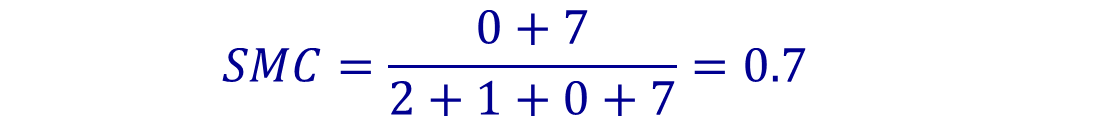 SMC = (0 + 7) / (2 + 1 + 0 + 7) = 0.7